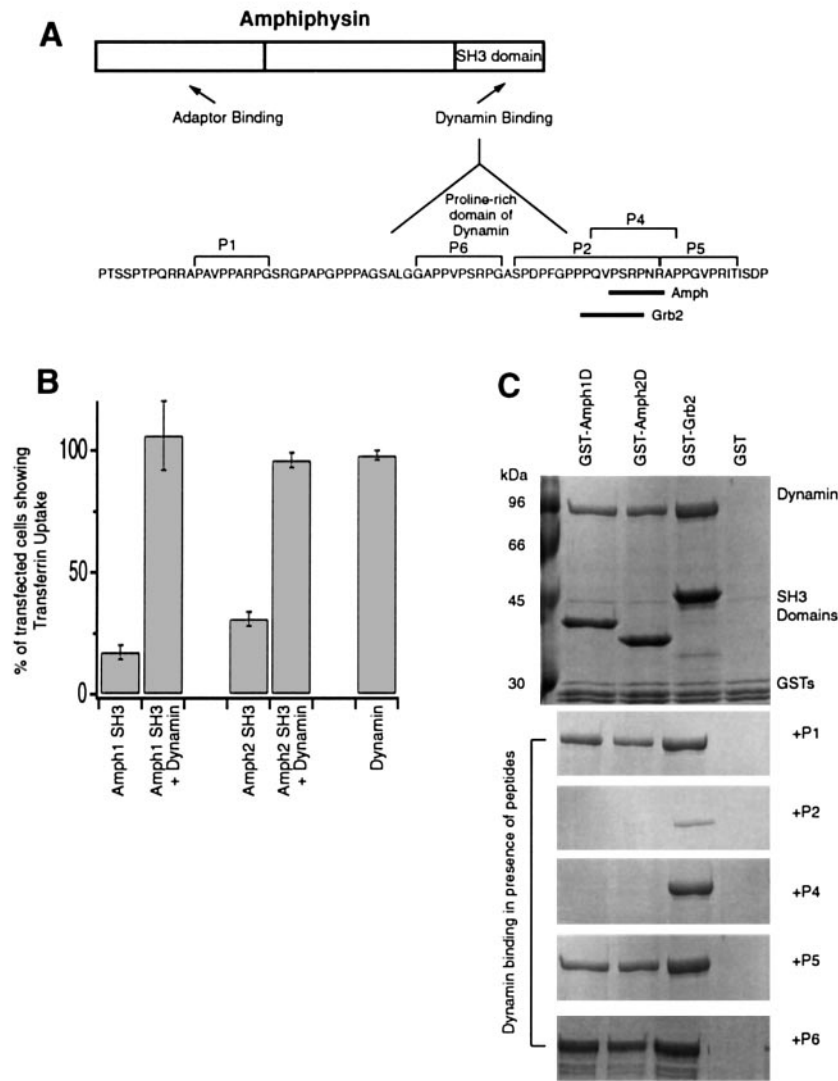 A
Amphiphysin
SH3 domain
Adaptor Binding
Dynamin Binding
Proline-rich
domain of
Dynamin
P4
P1
P6
P2
P5
PTSSPTPQRRAPAVPPARPGSRGPAPGPPPAGSALGGAPPVPSRPGASPDPFGPPPQVPSRPNRAPPGVPRITISDP
Amph
Grb2
B
% of transfected cells showing
Transferrin Uptake
100
50
0
Amph1 SH3
Amph1 SH3
+ Dynamin
Amph2 SH3
Amph2 SH3
+ Dynamin
Dynamin
C
GST-Amph1D
GST-Amph2D
GST-Grb2
GST
kDa
96
66
45
30
Dynamin
SH3
Domains
GSTs
Dynamin binding in presence of peptides
+P1
+P2
+P4
+P5
+P6